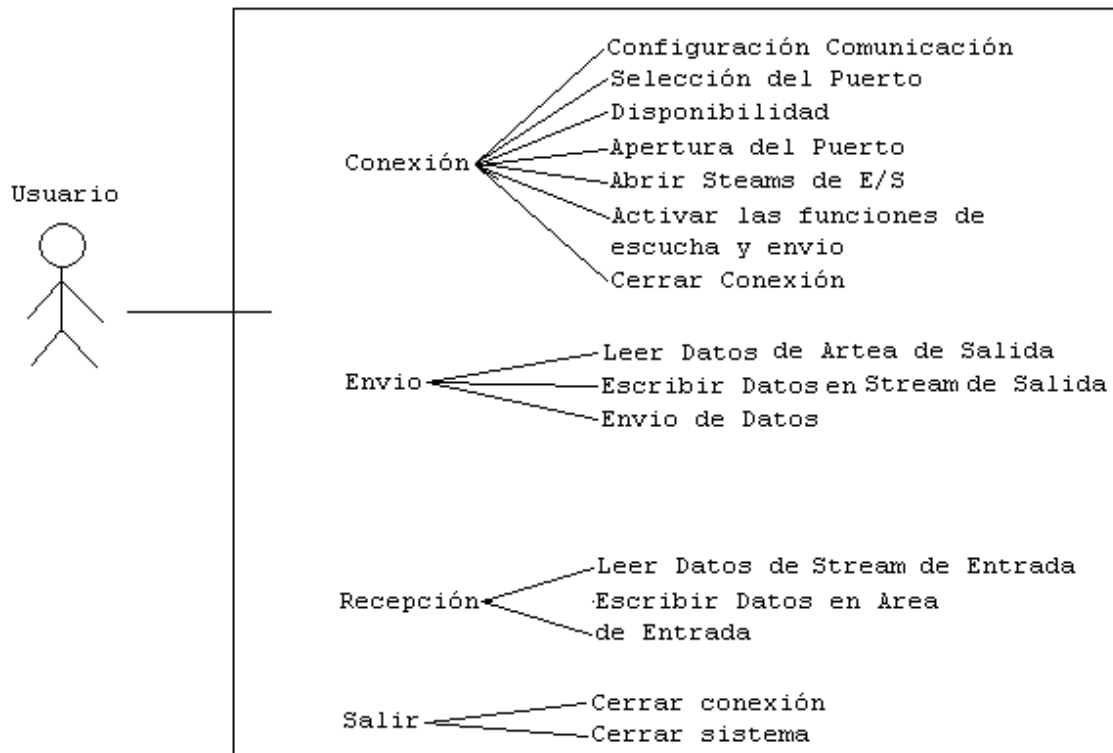 Usuario
Conexión
Configuración Comunicación
Selección del Puerto
Disponibilidad
Apertura del Puerto
Abrir Steams de E/S
Activar las funciones de
escucha y envio
Cerrar Conexión
Envio
Leer Datos de Artea de Salida
Escribir Datos en Stream de Salida
Envio de Datos
Recepción
Leer Datos de Stream de Entrada
Escribir Datos en Area
de Entrada
Salir
Cerrar conexión
Cerrar sistema